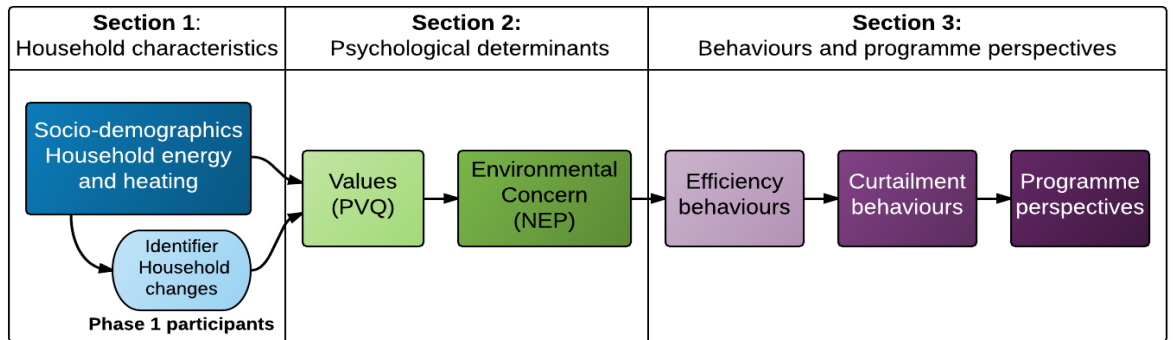 Section 1:
Household characteristics
Section 2:
Psychological determinants
Section 3:
Behaviours and programme perspectives
Socio-demographics
Household energy
and heating
Identifier
Household
changes
Phase 1 participants
Values
(PVQ)
Environmental
Concern
(NEP)
Efficiency
behaviours
Curtailment
behaviours
Programme
perspectives